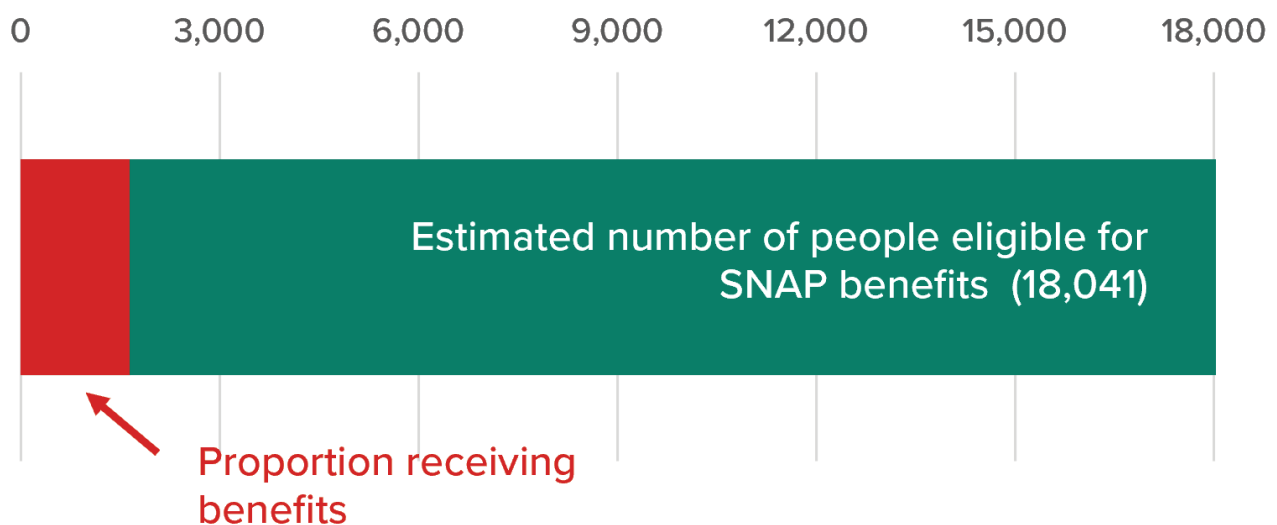 0 3,000 6,000 9,000 12,000 15,000 18,000
Estimated number of people eligible for
SNAP benefits  (18,041)
Proportion receiving
benefits